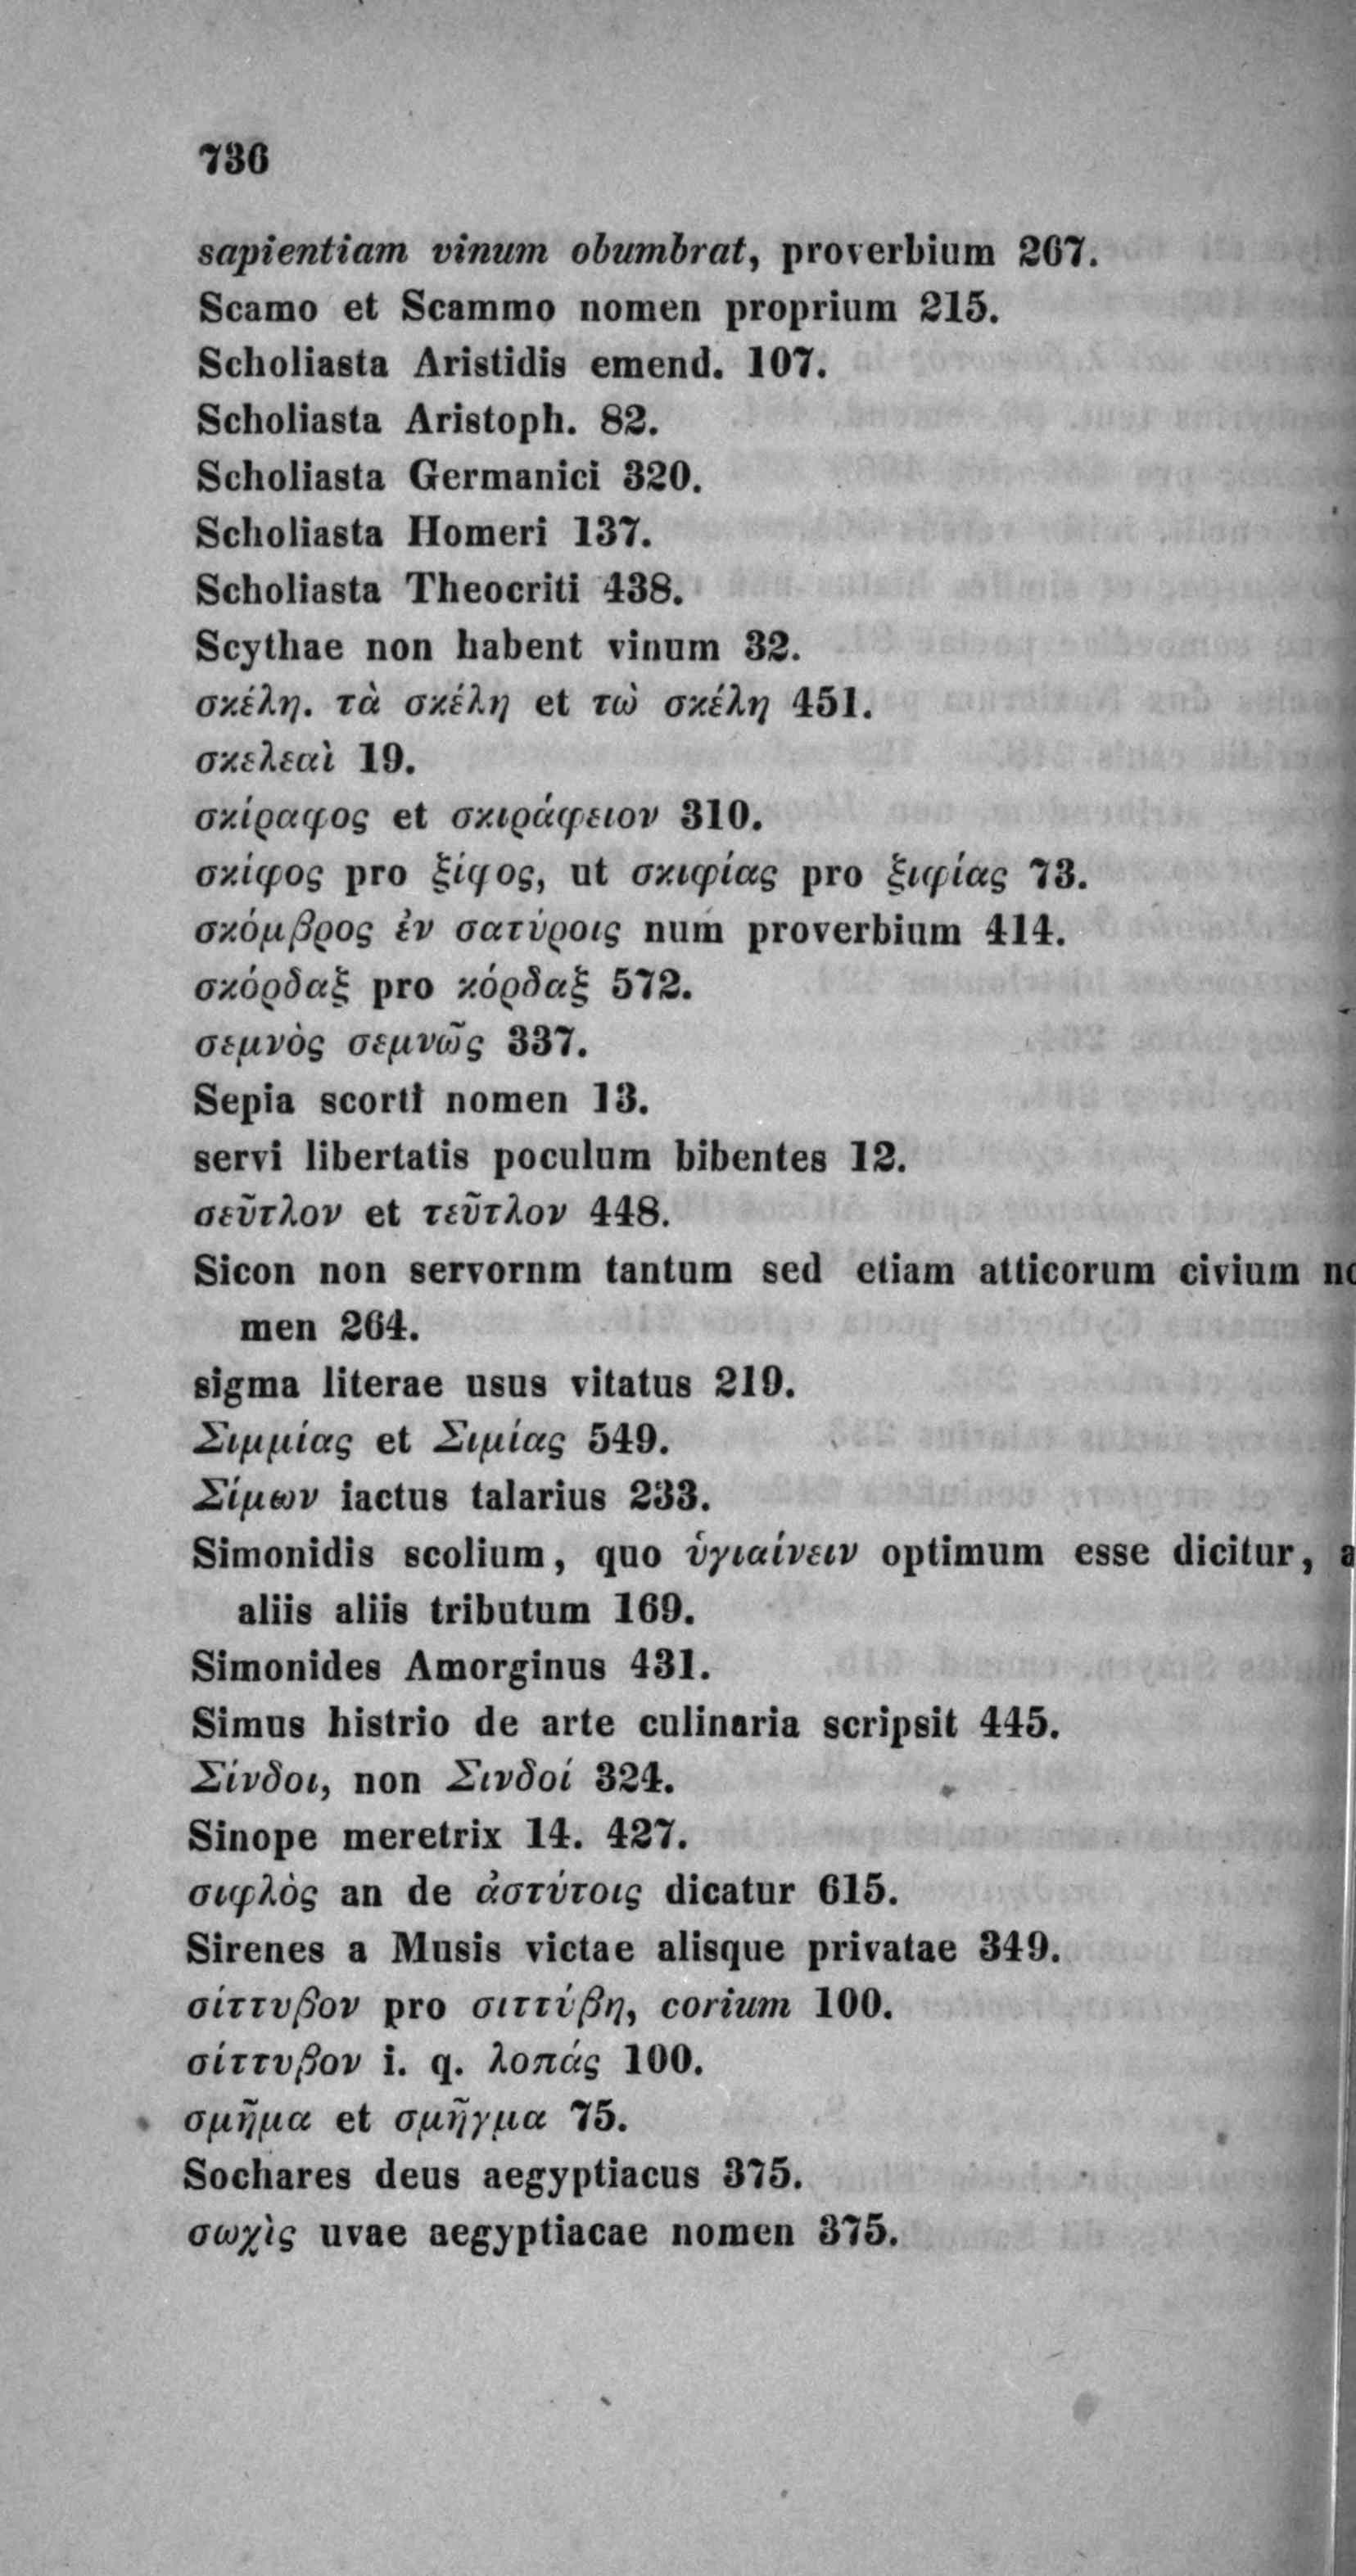 736
sapientiam vinum obumbrat, proverbium 267.
Scamo et Scammo nomen proprium 215.
Scholiasta Aristidis emend. 107.
Scholiasta Aristoph. 82.
Scholiasta Germanici 320.
Scholiasta Homeri 137.
Scholiasta Theocriti 438.
Scythae non habent vinum 32.
σκέλη. τὰ σκέλη et τὼ σκέλη 451.
σκελεαὶ 19.
σκίραφος et σκιράφειον 310.
σκίφος pro ξίφος, ut σκιφίας pro ξιφίας 73.
σκόμβρος ἐν σατύροις num proverbium 414.
σκόρδαξ pro κόρδαξ 572.
σεμνὸς σεμνῶς 337.
Sepia scorti nomen 13.
servi libertatis poculum bibentes 12.
σεῦτλον et τεῦτλον 448.
Sicon non servornm tantum sed etiam atticorum civium no
men 264.
sigma literae usus vitatus 219.
Σιμμίας et Σιμίας 549.
Σίμων iactus talarius 233.
Simonidis scolium, quo ὑγιαίνειν optimum esse dicitur, a
aliis aliis tributum 169.
Simonides Amorginus 431.
Simus histrio de arte culinaria scripsit 445.
Σίνδοι, non Σινδοί 324.
Sinope meretrix 14. 427.
σιφλὸς an de ἀστύτοις dicatur 615.
Sirenes a Musis victae alisque privatae 349.
σίττυβον pro σιττύβη, corium 100.
σίττυβον i. q. λοπάς 100.
σμῆμα et σμῆγμα 75.
Sochares deus aegyptiacus 375.
σωχὶς uvae aegyptiacae nomen 375.